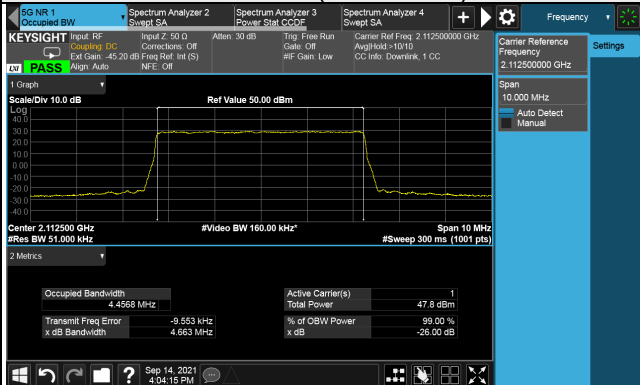 5G NR 1
Occupied BW
Spectrum Analyzer 2
Swept SA
Spectrum Analyzer 3
Power Stat CCDF
Spectrum Analyzer 4
Swept SA
Frequency
KEYSIGHT
Input: RF
Coupling: DC
Ext Gain: -45.20 dB
Align: Auto
Input Z: 50 Ω
Corrections: Off
Freq Ref: Int (S)
NFE: Off
Atten: 30 dB
Trig: Free Run
Gate: Off
#IF Gain: Low
Carrier Ref Freq: 2.112500000 GHz
Avg|Hold:>10/10
CC Info: Downlink, 1 CC
LXI
PASS
Carrier Reference
Frequency
2.112500000 GHz
Settings
Span
10.000 MHz
Auto Detect
Manual
1 Graph
Scale/Div 10.0 dB
Ref Value 50.00 dBm
Log
40.0
30.0
20.0
10.0
0.00
-10.0
-20.0
-30.0
-40.0
Center 2.112500 GHz
#Video BW 160.00 kHz*
Span 10 MHz
#Res BW 51.000 kHz
#Sweep 300 ms (1001 pts)
2 Metrics
Occupied Bandwidth
4.4568 MHz
Active Carrier(s) 1
Total Power 47.8 dBm
Transmit Freq Error -9.553 kHz
% of OBW Power 99.00 %
x dB Bandwidth 4.663 MHz
x dB -26.00 dB
?
Sep 14, 2021
4:04:15 PM